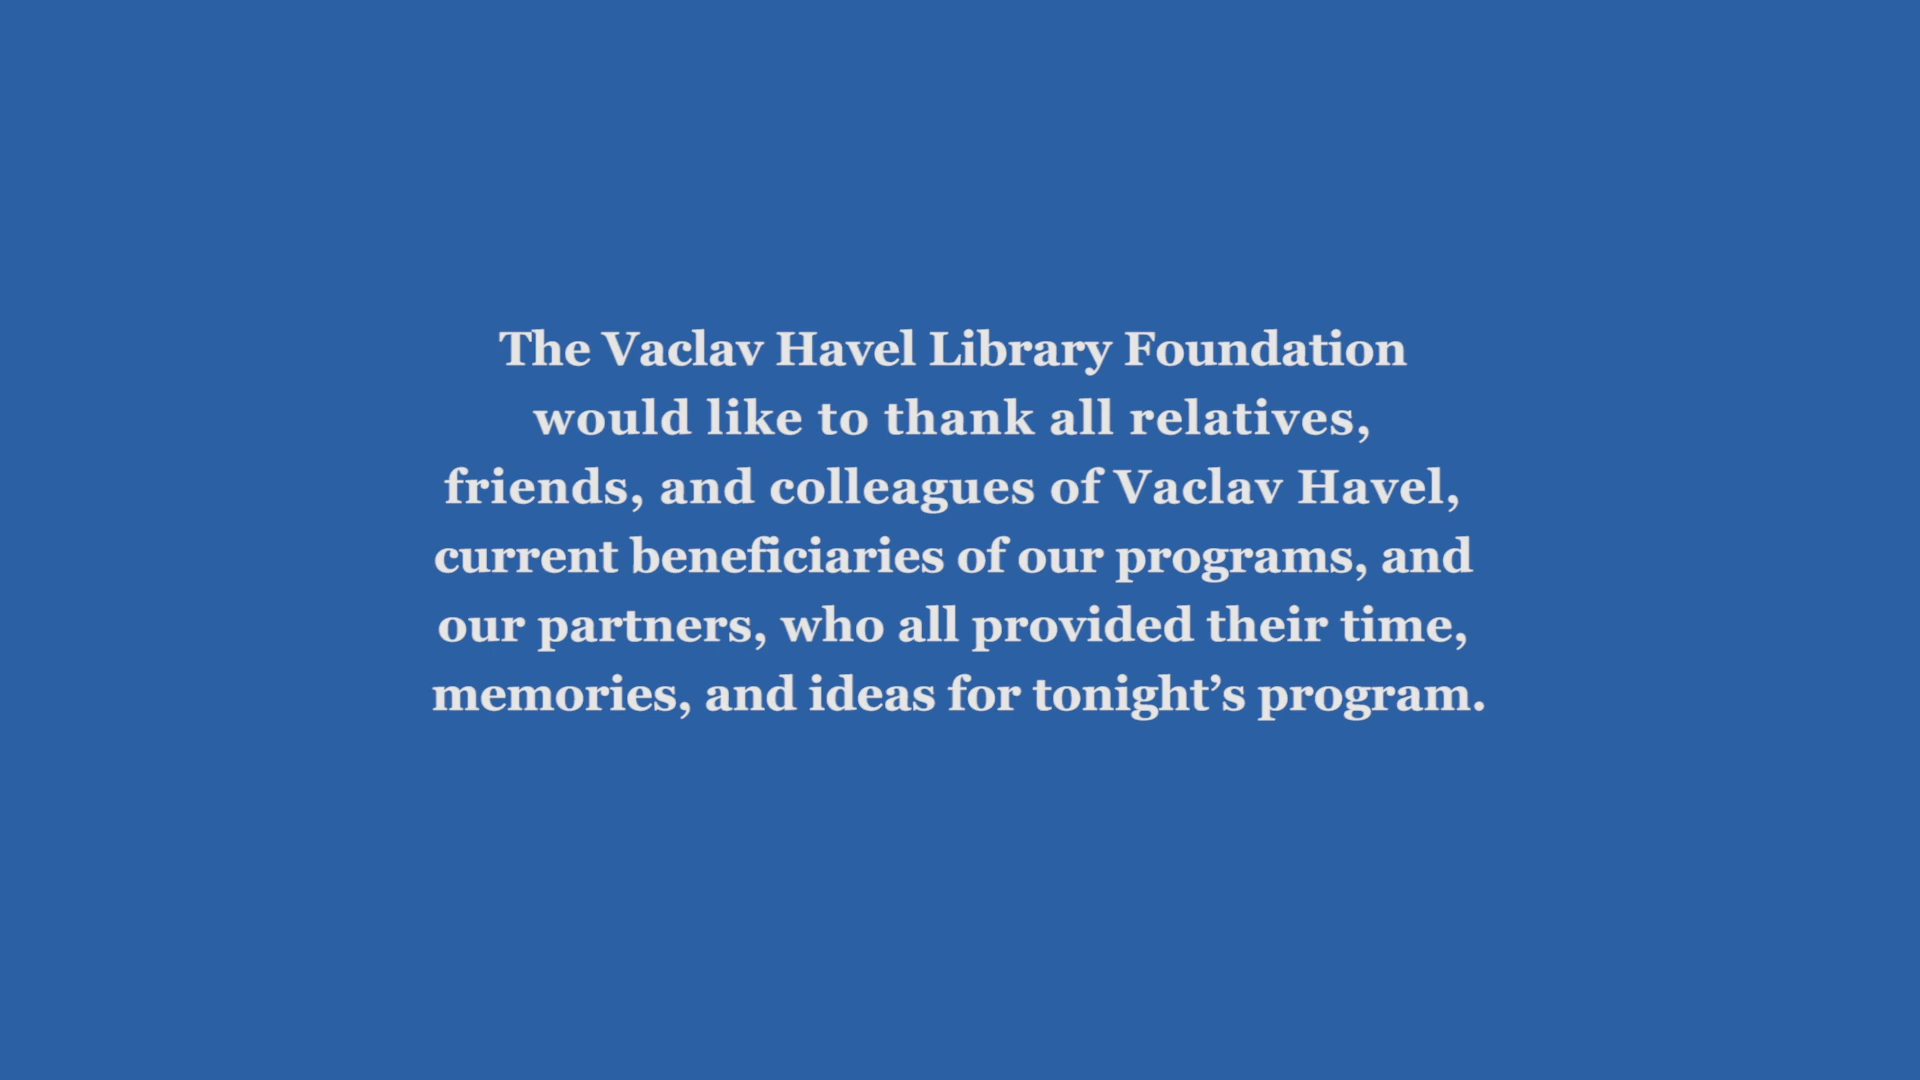 The Vaclav Havel Library Foundation
would like to thank all relatives,
friends, and colleagues of Vaclav Havel,
current beneficiaries of our programs, and
our partners, who all provided their time,
memories, and ideas for tonight’s program.